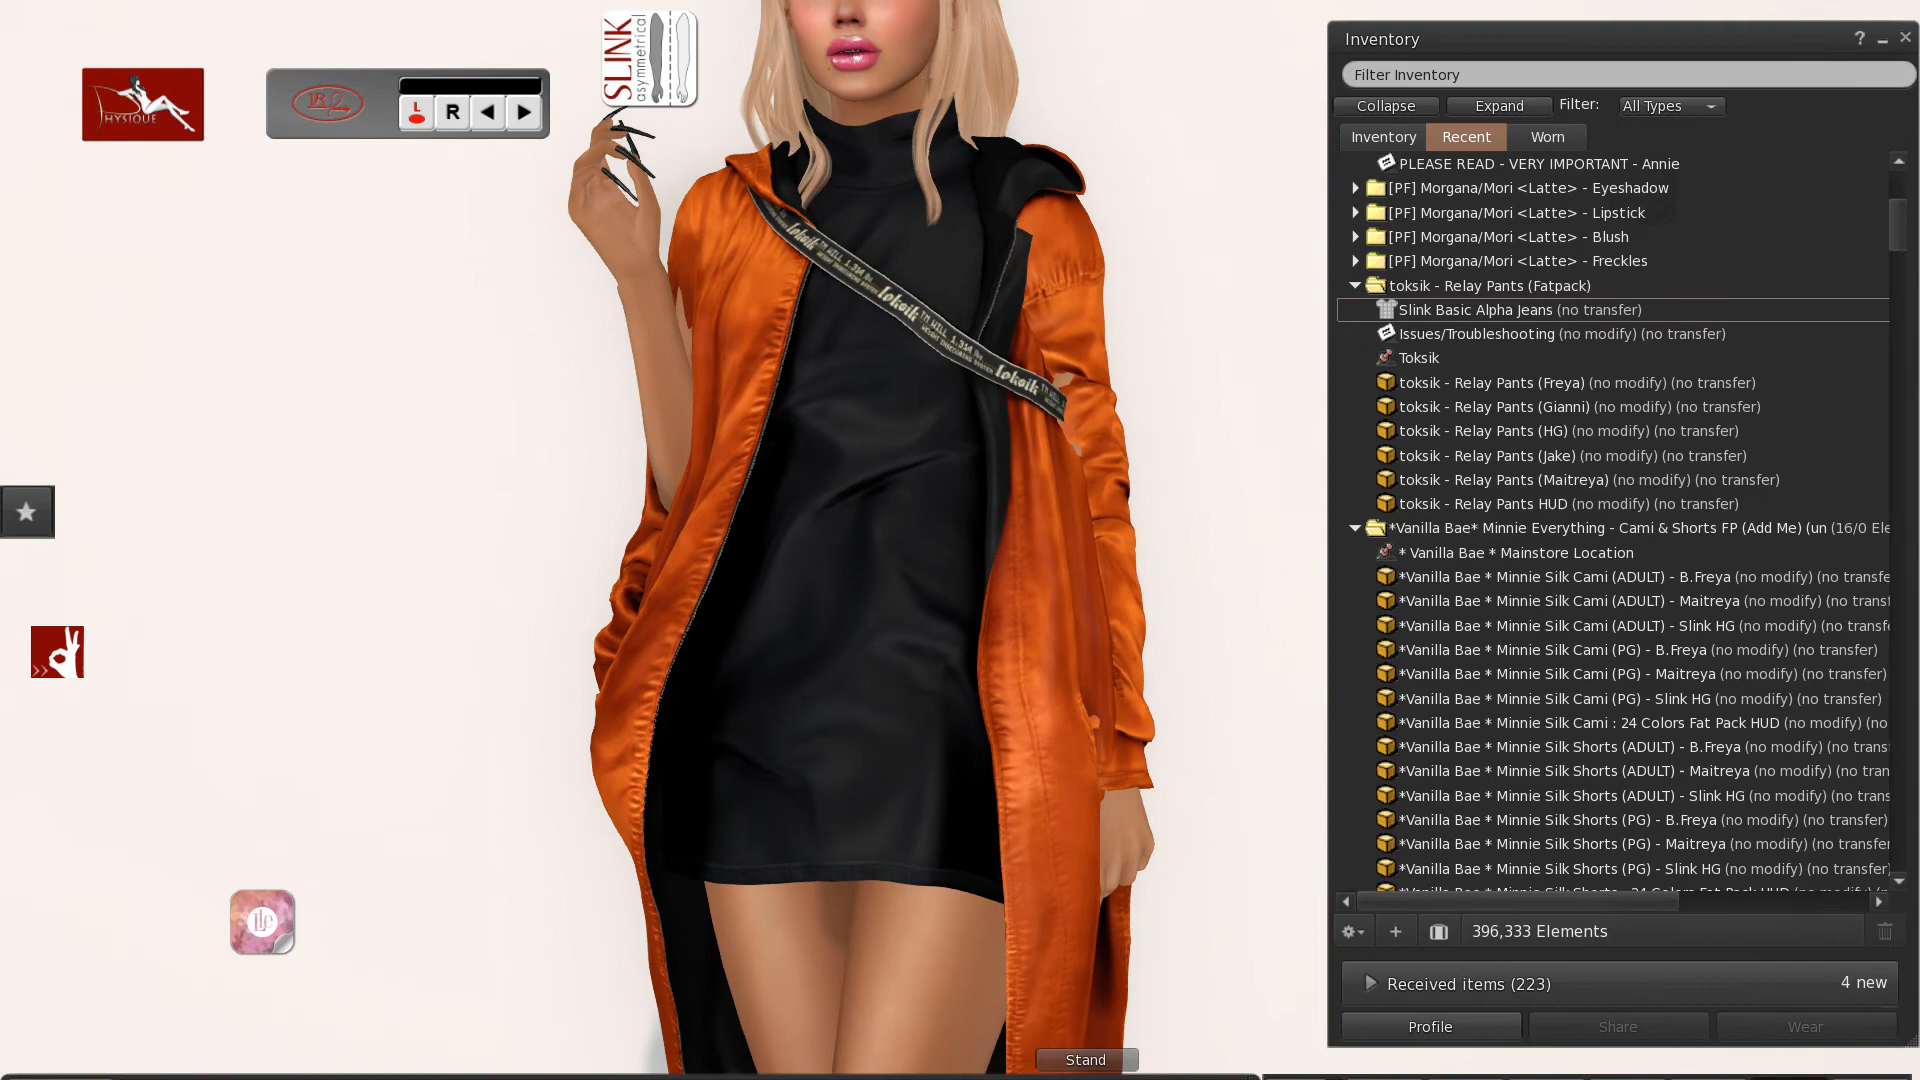 SLINK
asymmetrical
PHYSIQUE
L
R
toksik
toksik
toksik
Inventory
Filter Inventory
Collapse
Expand
Filter:
All Types
Inventory
Recent
Worn
PLEASE READ - VERY IMPORTANT - Annie
[PF] Morgana/Mori <Latte> - Eyeshadow
[PF] Morgana/Mori <Latte> - Lipstick
[PF] Morgana/Mori <Latte> - Blush
[PF] Morgana/Mori <Latte> - Freckles
toksik - Relay Pants (Fatpack)
Slink Basic Alpha Jeans (no transfer)
Issues/Troubleshooting (no modify) (no transfer)
Toksik
toksik - Relay Pants (Freya) (no modify) (no transfer)
toksik - Relay Pants (Gianni) (no modify) (no transfer)
toksik - Relay Pants (HG) (no modify) (no transfer)
toksik - Relay Pants (Jake) (no modify) (no transfer)
toksik - Relay Pants (Maitreya) (no modify) (no transfer)
toksik - Relay Pants HUD (no modify) (no transfer)
*Vanilla Bae* Minnie Everything - Cami & Shorts FP (Add Me) (un (16/0 Ele
* Vanilla Bae * Mainstore Location
*Vanilla Bae * Minnie Silk Cami (ADULT) - B.Freya (no modify) (no transfe
*Vanilla Bae * Minnie Silk Cami (ADULT) - Maitreya (no modify) (no transf
*Vanilla Bae * Minnie Silk Cami (ADULT) - Slink HG (no modify) (no transfe
*Vanilla Bae * Minnie Silk Cami (PG) - B.Freya (no modify) (no transfer)
*Vanilla Bae * Minnie Silk Cami (PG) - Maitreya (no modify) (no transfer)
*Vanilla Bae * Minnie Silk Cami (PG) - Slink HG (no modify) (no transfer)
*Vanilla Bae * Minnie Silk Cami : 24 Colors Fat Pack HUD (no modify) (no
*Vanilla Bae * Minnie Silk Shorts (ADULT) - B.Freya (no modify) (no trans
*Vanilla Bae * Minnie Silk Shorts (ADULT) - Maitreya (no modify) (no tran
*Vanilla Bae * Minnie Silk Shorts (ADULT) - Slink HG (no modify) (no trans
*Vanilla Bae * Minnie Silk Shorts (PG) - B.Freya (no modify) (no transfer)
*Vanilla Bae * Minnie Silk Shorts (PG) - Maitreya (no modify) (no transfer
*Vanilla Bae * Minnie Silk Shorts (PG) - Slink HG (no modify) (no transfer)
396,333 Elements
Received items (223)
4 new
Profile
Share
Wear
Stand